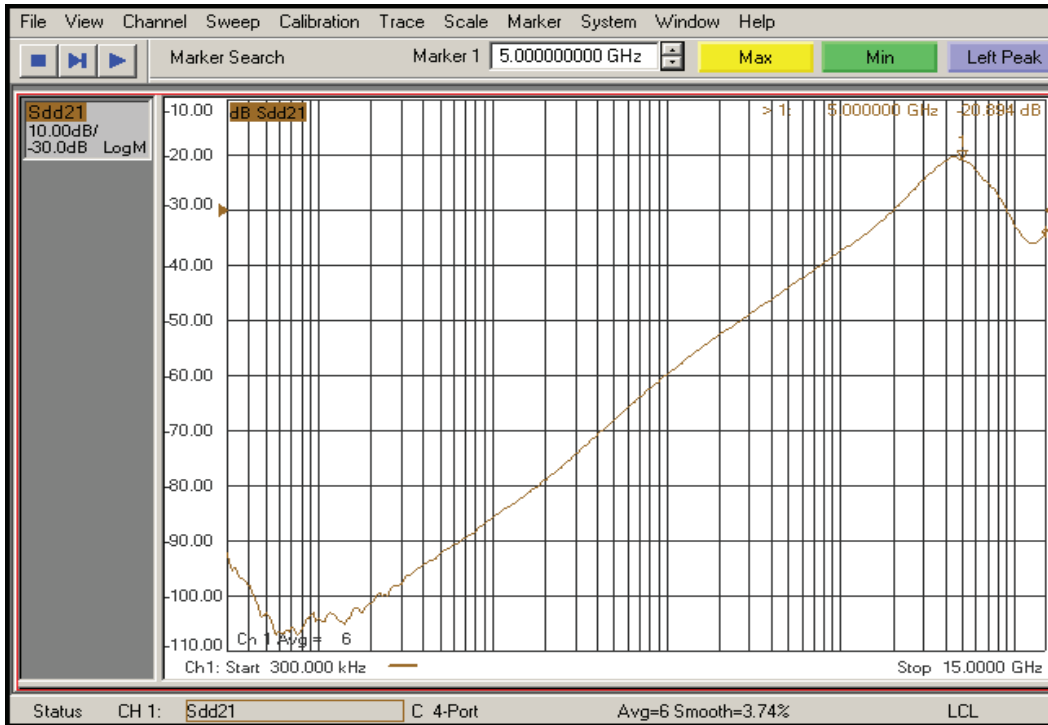 File View Channel Sweep Calibration Trace Scale Marker System Window Help
Marker Search Marker 1 5.000000000 GHz Max Min Left Peak
Sdd21
10.00dB/
-30.0dB LogM
dB Sdd21
> 1: 5.000000 GHz -20.894 dB
1
-10.00
-20.00
-30.00
-40.00
-50.00
-60.00
-70.00
-80.00
-90.00
-100.00
-110.00
Ch 1 Avg = 6
Ch1: Start 300.000 kHz
Stop 15.0000 GHz
Status CH 1: Sdd21 C 4-Port Avg=6 Smooth=3.74% LCL